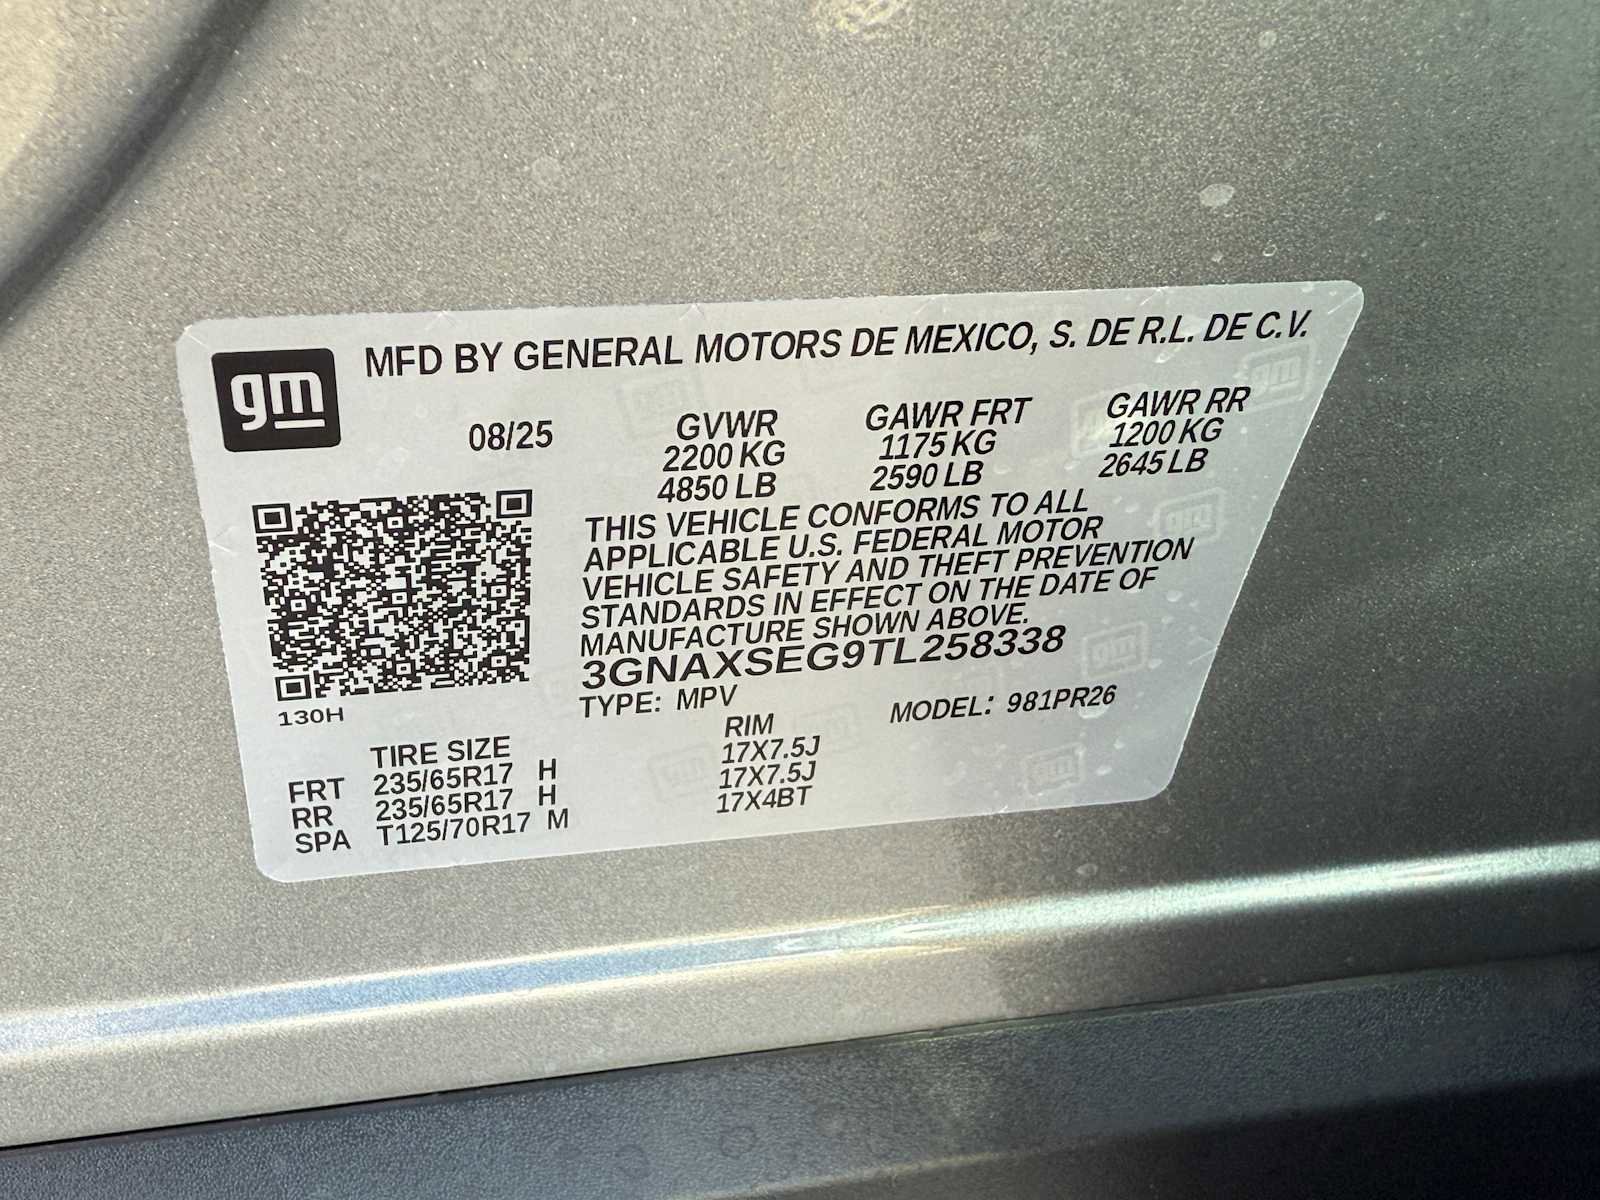 gm
MFD BY GENERAL MOTORS DE MEXICO, S. DE R.L. DE C.V.
08/25 GVWR GAWR FRT GAWR RR
2200 KG 1175 KG 1200 KG
4850 LB 2590 LB 2645 LB
THIS VEHICLE CONFORMS TO ALL
APPLICABLE U.S. FEDERAL MOTOR
VEHICLE SAFETY AND THEFT PREVENTION
STANDARDS IN EFFECT ON THE DATE OF
MANUFACTURE SHOWN ABOVE.
3GNAXSEG9TL258338
130H
TYPE: MPV MODEL: 981PR26
TIRE SIZE RIM
FRT 235/65R17 H 17X7.5J
RR 235/65R17 H 17X7.5J
SPA T125/70R17 M 17X4BT